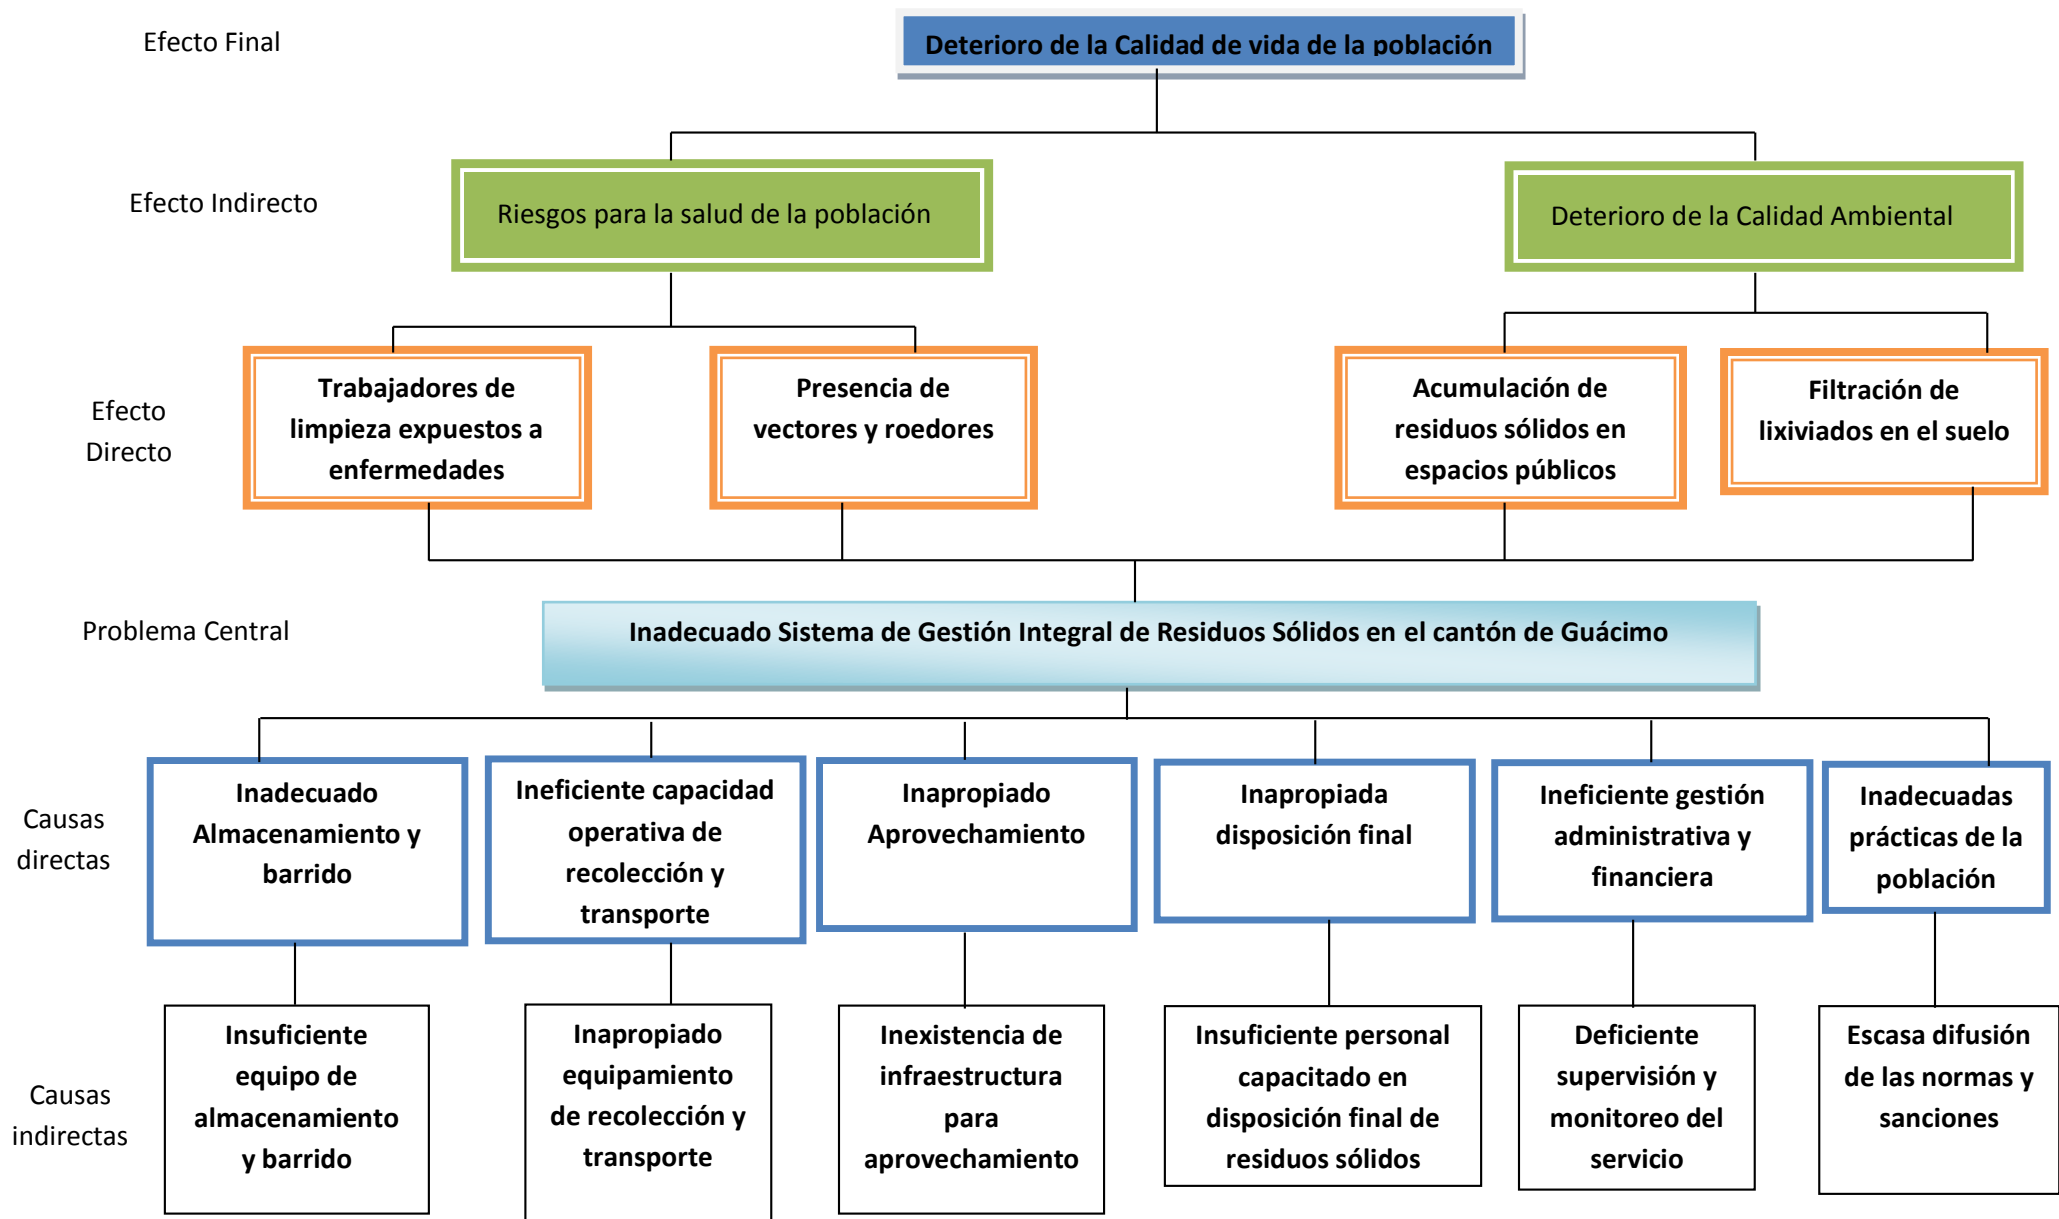 Efecto Final
Deterioro de la Calidad de vida de la población
Efecto Indirecto
Riesgos para la salud de la población
Deterioro de la Calidad Ambiental
Efecto
Directo
Trabajadores de
limpieza expuestos a
enfermedades
Presencia de
vectores y roedores
Acumulación de
residuos sólidos en
espacios públicos
Filtración de
lixiviados en el suelo
Problema Central
Inadecuado Sistema de Gestión Integral de Residuos Sólidos en el cantón de Guácimo
Causas
directas
Inadecuado
Almacenamiento y
barrido
Ineficiente capacidad
operativa de
recolección y
transporte
Inapropiado
Aprovechamiento
Inapropiada
disposición final
Ineficiente gestión
administrativa y
financiera
Inadecuadas
prácticas de la
población
Causas
indirectas
Insuficiente
equipo de
almacenamiento
y barrido
Inapropiado
equipamiento
de recolección y
transporte
Inexistencia de
infraestructura
para
aprovechamiento
Insuficiente personal
capacitado en
disposición final de
residuos sólidos
Deficiente
supervisión y
monitoreo del
servicio
Escasa difusión
de las normas y
sanciones